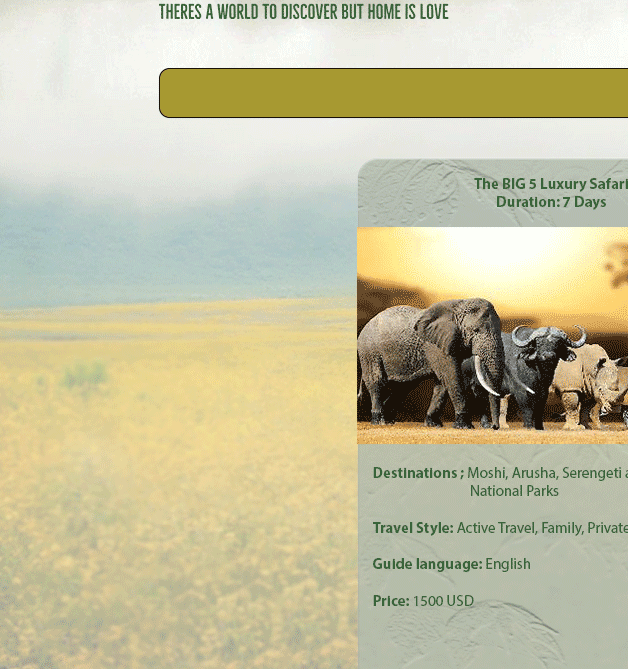 THERES A WORLD TO DISCOVER BUT HOME IS LOVE
The BIG 5 Luxury Safari
Duration: 7 Days
Destinations ; Moshi, Arusha, Serengeti a
National Parks
Travel Style: Active Travel, Family, Private
Guide language: English
Price: 1500 USD